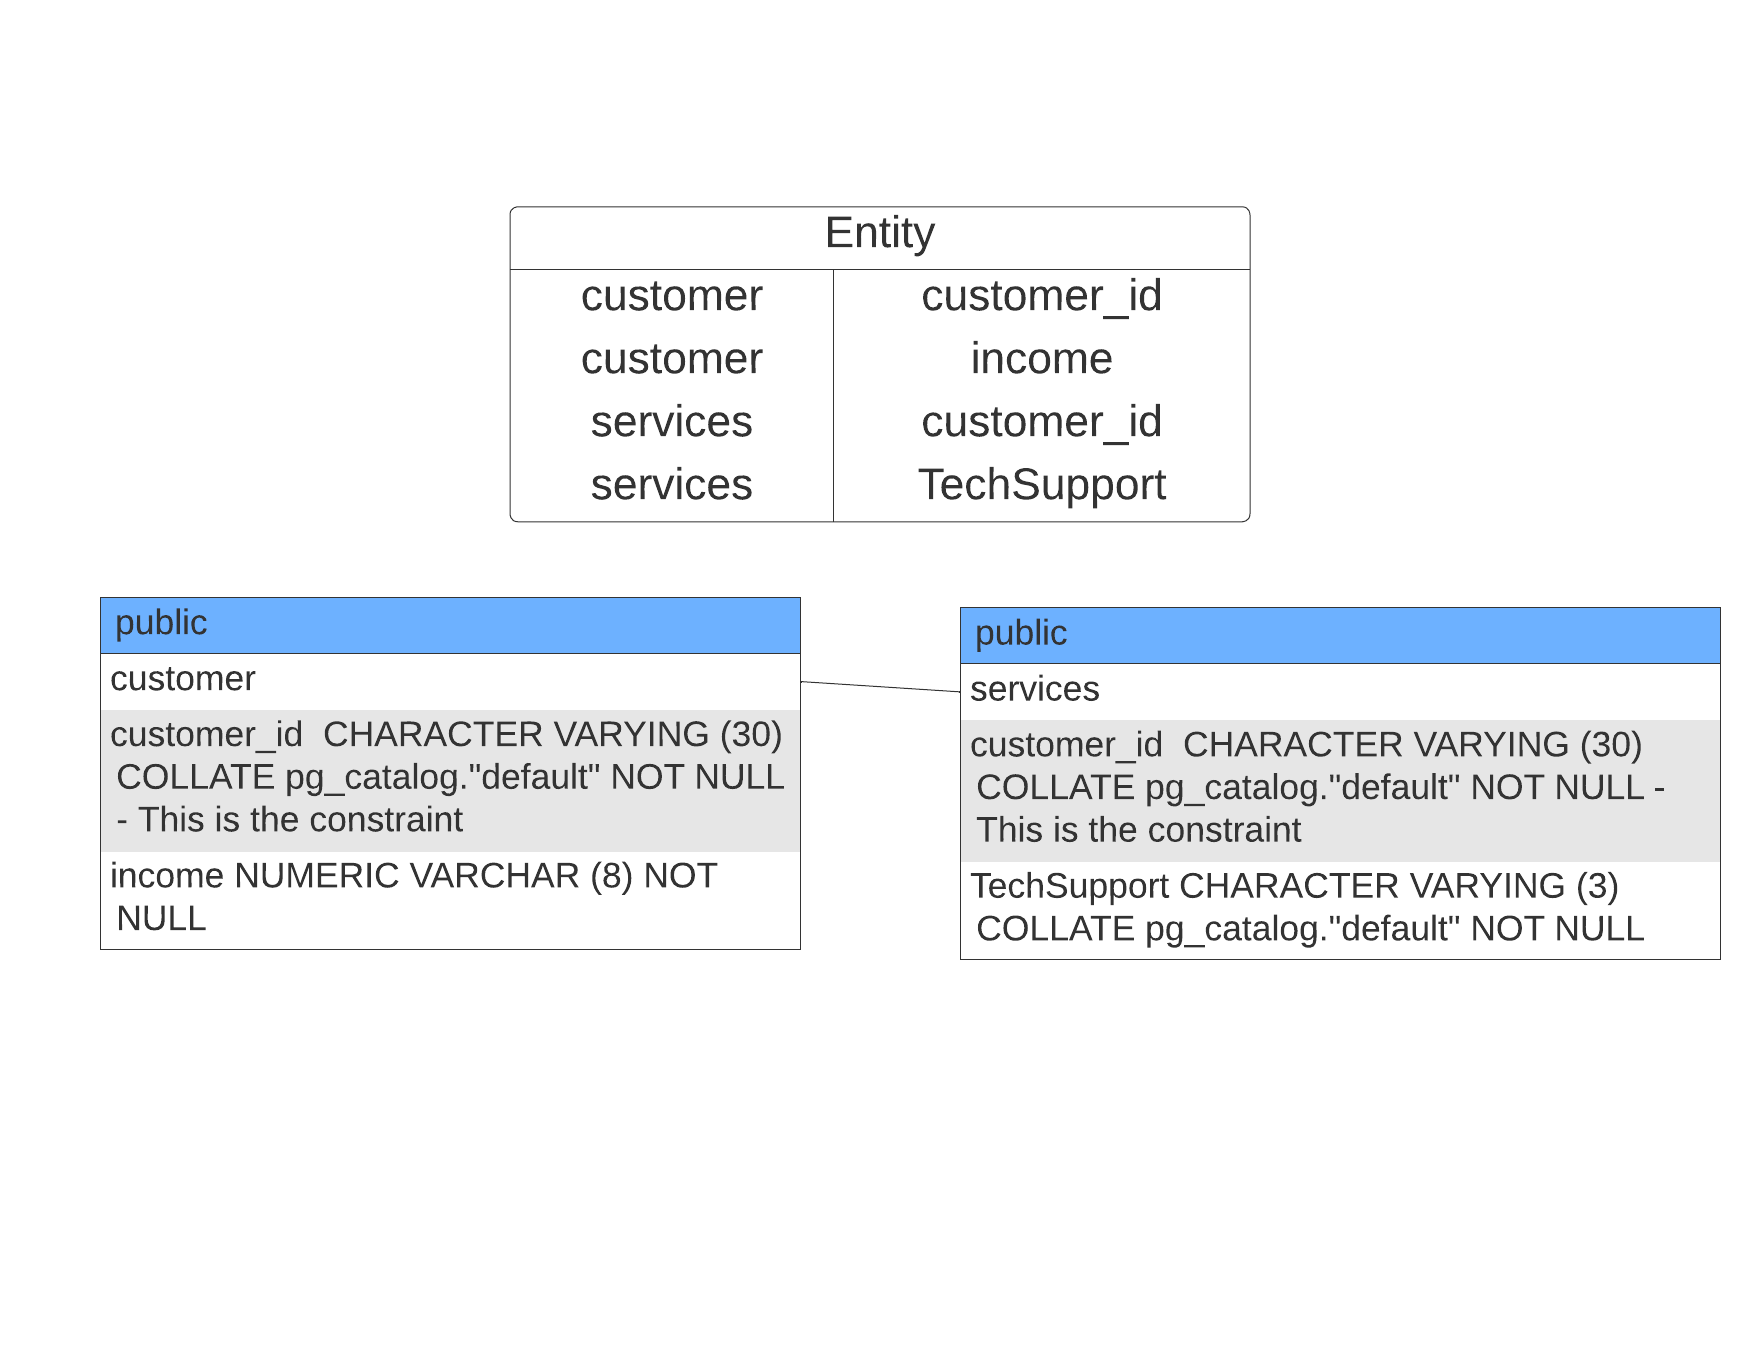 Entity
customer customer_id
customer income
services customer_id
services TechSupport
public
customer
customer_id  CHARACTER VARYING (30)
COLLATE pg_catalog."default" NOT NULL
- This is the constraint
income NUMERIC VARCHAR (8) NOT
NULL
public
services
customer_id  CHARACTER VARYING (30)
COLLATE pg_catalog."default" NOT NULL -
This is the constraint
TechSupport CHARACTER VARYING (3)
COLLATE pg_catalog."default" NOT NULL